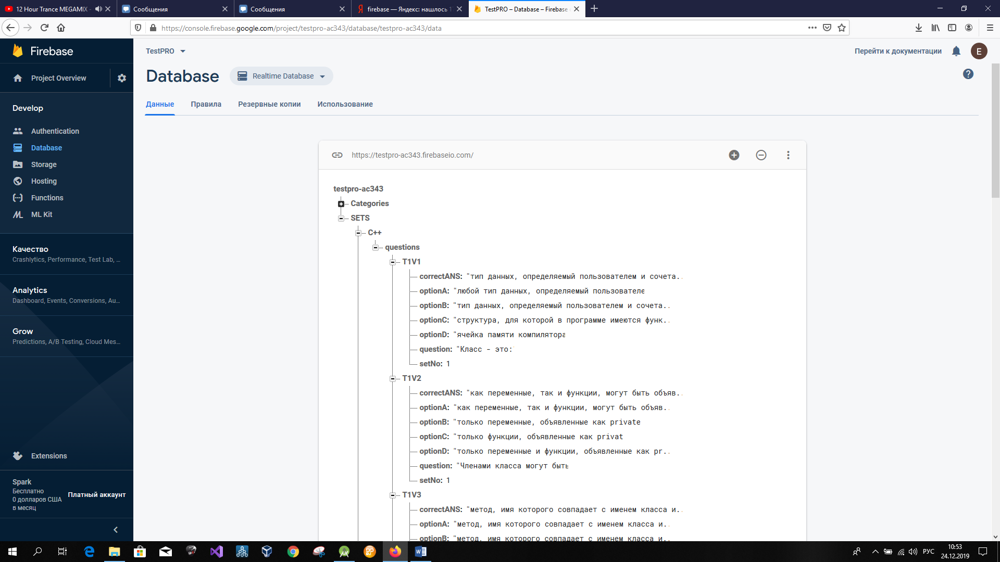 12 Hour Trance MEGAMIX -
Сообщения
Сообщения
firebase — Яндекс: нашлось 1
TestPRO – Database – Firebase
https://console.firebase.google.com/project/testpro-ac343/database/testpro-ac343/data
Firebase
TestPRO
Перейти к документации
E
Project Overview
Database
Realtime Database
Develop
Данные
Правила
Резервные копии
Использование
Authentication
Database
Storage
Hosting
Functions
ML Kit
https://testpro-ac343.firebaseio.com/
testpro-ac343
Categories
SETS
C++
questions
T1V1
correctANS: "тип данных, определяемый пользователем и сочета..
optionA: "любой тип данных, определяемый пользователе
optionB: "тип данных, определяемый пользователем и сочета..
optionC: "структура, для которой в программе имеются функ..
optionD: "ячейка памяти компилятора
question: "Класс - это:"
setNo: 1
T1V2
correctANS: "как переменные, так и функции, могут быть объяв..
optionA: "как переменные, так и функции, могут быть объяв..
optionB: "только переменные, объявленные как private
optionC: "только функции, объявленные как privat
optionD: "только переменные и функции, объявленные как pr..
question: "Членами класса могут быть
setNo: 1
T1V3
correctANS: "метод, имя которого совпадает с именем класса и..
optionA: "метод, имя которого совпадает с именем класса и..
optionB: "метод, имя которого совпадает с именем класса и..
Качество
Crashlytics, Performance, Test Lab, ...
Analytics
Dashboard, Events, Conversions, Au...
Grow
Predictions, A/B Testing, Cloud Mes...
Extensions
Spark
Бесплатно
0 долларов США
в месяц
Платный аккаунт
РУС
10:53
24.12.2019